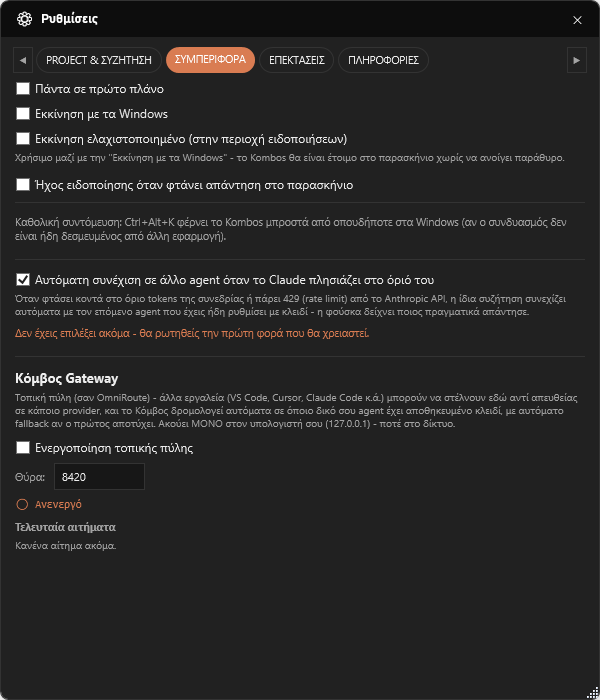 Ρυθμίσεις
PROJECT & ΣΥΖΗΤΗΣΗ
ΣΥΜΠΕΡΙΦΟΡΑ
ΕΠΕΚΤΑΣΕΙΣ
ΠΛΗΡΟΦΟΡΙΕΣ
Πάντα σε πρώτο πλάνο
Εκκίνηση με τα Windows
Εκκίνηση ελαχιστοποιημένο (στην περιοχή ειδοποιήσεων)
Χρήσιμο μαζί με την "Εκκίνηση με τα Windows" - το Kombos θα είναι έτοιμο στο παρασκήνιο χωρίς να ανοίγει παράθυρο.
Ήχος ειδοποίησης όταν φτάνει απάντηση στο παρασκήνιο
Καθολική συντόμευση: Ctrl+Alt+K φέρνει το Kombos μπροστά από οπουδήποτε στα Windows (αν ο συνδυασμός δεν
είναι ήδη δεσμευμένος από άλλη εφαρμογή).
Αυτόματη συνέχιση σε άλλο agent όταν το Claude πλησιάζει στο όριό του
Όταν φτάσει κοντά στο όριο tokens της συνεδρίας ή πάρει 429 (rate limit) από το Anthropic API, η ίδια συζήτηση συνεχίζει
αυτόματα με τον επόμενο agent που έχεις ήδη ρυθμίσει με κλειδί - η φούσκα δείχνει ποιος πραγματικά απάντησε.
Δεν έχεις επιλέξει ακόμα - θα ρωτηθείς την πρώτη φορά που θα χρειαστεί.
Κόμβος Gateway
Τοπική πύλη (σαν OmniRoute) - άλλα εργαλεία (VS Code, Cursor, Claude Code κ.ά.) μπορούν να στέλνουν εδώ αντί απευθείας
σε κάποιο provider, και το Κόμβος δρομολογεί αυτόματα σε όποιο δικό σου agent έχει αποθηκευμένο κλειδί, με αυτόματο
fallback αν ο πρώτος αποτύχει. Ακούει ΜΟΝΟ στον υπολογιστή σου (127.0.0.1) - ποτέ στο δίκτυο.
Ενεργοποίηση τοπικής πύλης
Θύρα:
8420
Ανενεργό
Τελευταία αιτήματα
Κανένα αίτημα ακόμα.